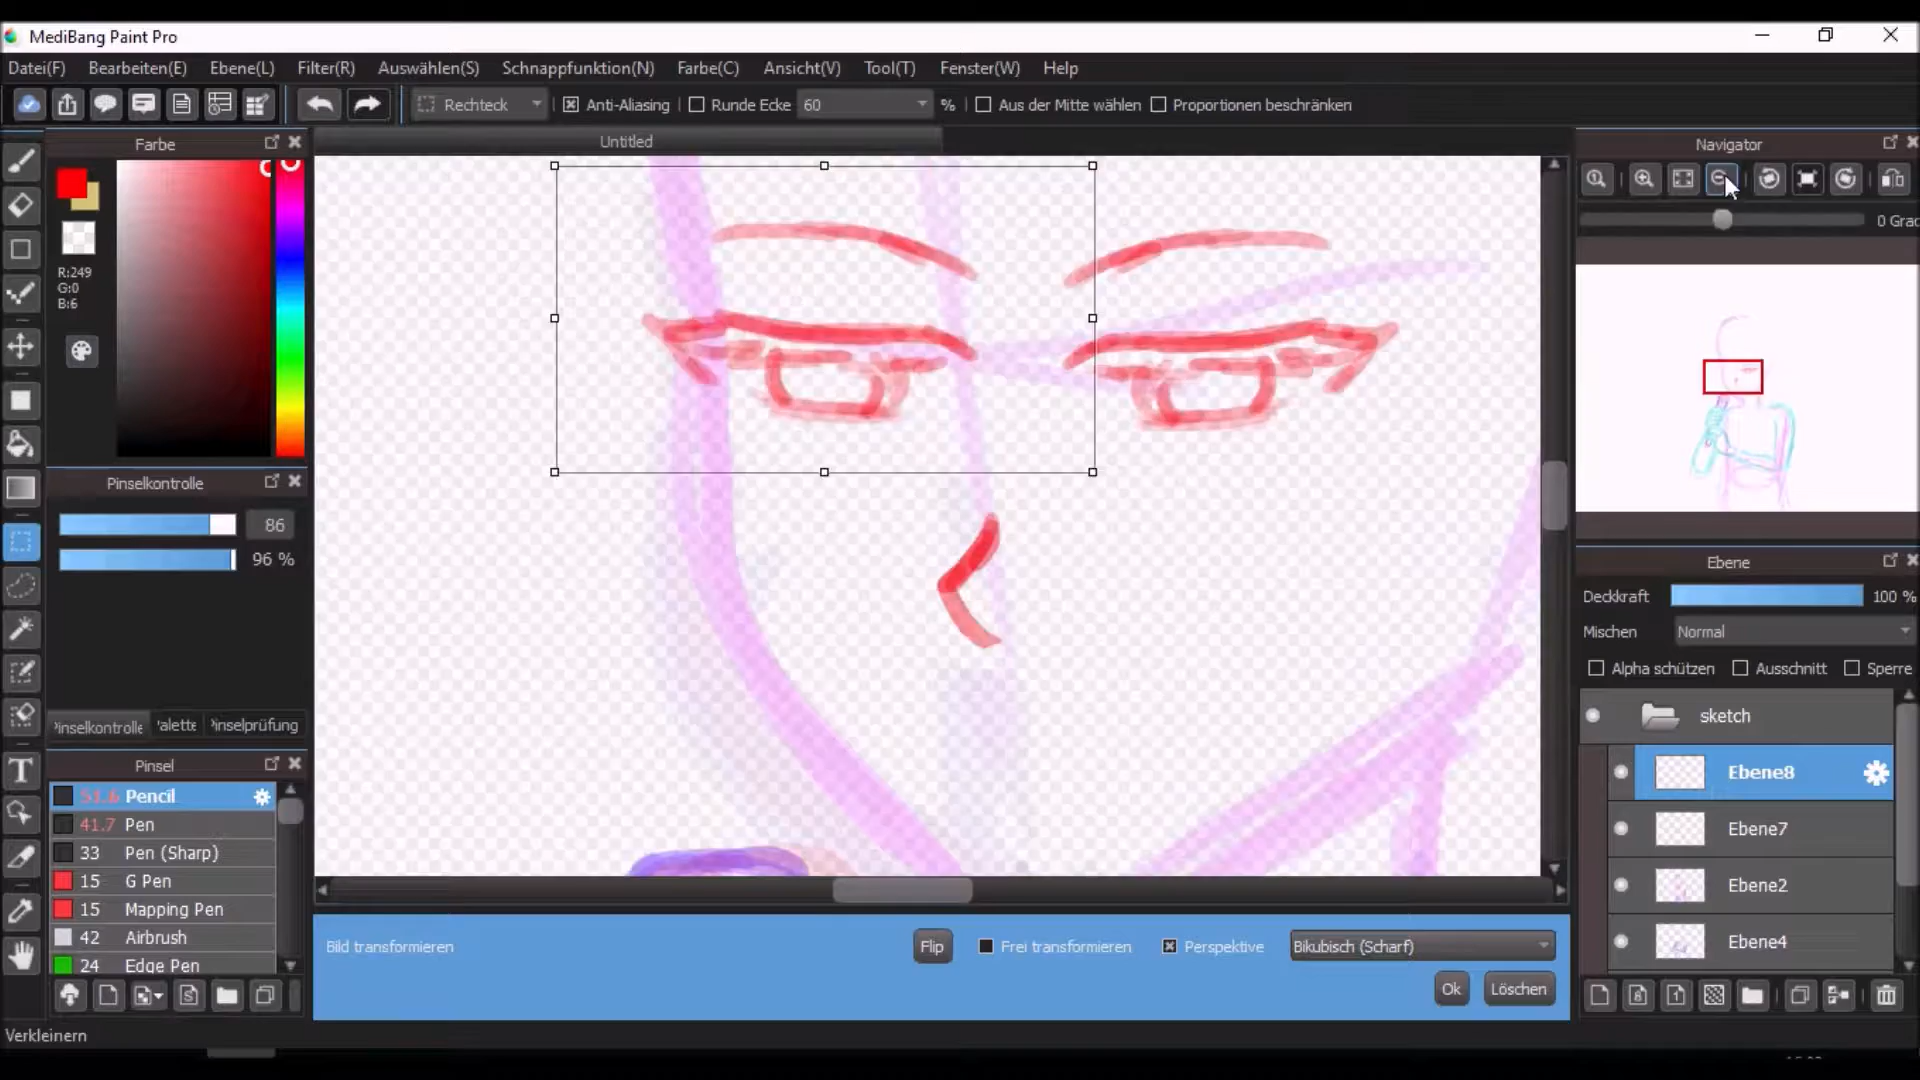 MediBang Paint Pro
Datei(F) Bearbeiten(E) Ebene(L) Filter(R) Auswählen(S) Schnappfunktion(N) Farbe(C) Ansicht(V) Tool(T) Fenster(W) Help
Rechteck Anti-Aliasing Runde Ecke 60 % Aus der Mitte wählen Proportionen beschränken
Farbe
Untitled
Navigator
0 Grac
R:249
G:0
B:6
Pinselkontrolle
86
96 %
inselkontrolle 'alette inselprüfung
Pinsel
51.6 Pencil
41.7 Pen
33 Pen (Sharp)
15 G Pen
15 Mapping Pen
42 Airbrush
24 Edge Pen
Ebene
Deckkraft 100 %
Mischen Normal
Alpha schützen Ausschnitt Sperre
sketch
Ebene8
Ebene7
Ebene2
Ebene4
Bild transformieren Flip Frei transformieren Perspektive Bikubisch (Scharf)
Ok Löschen
Verkleinern